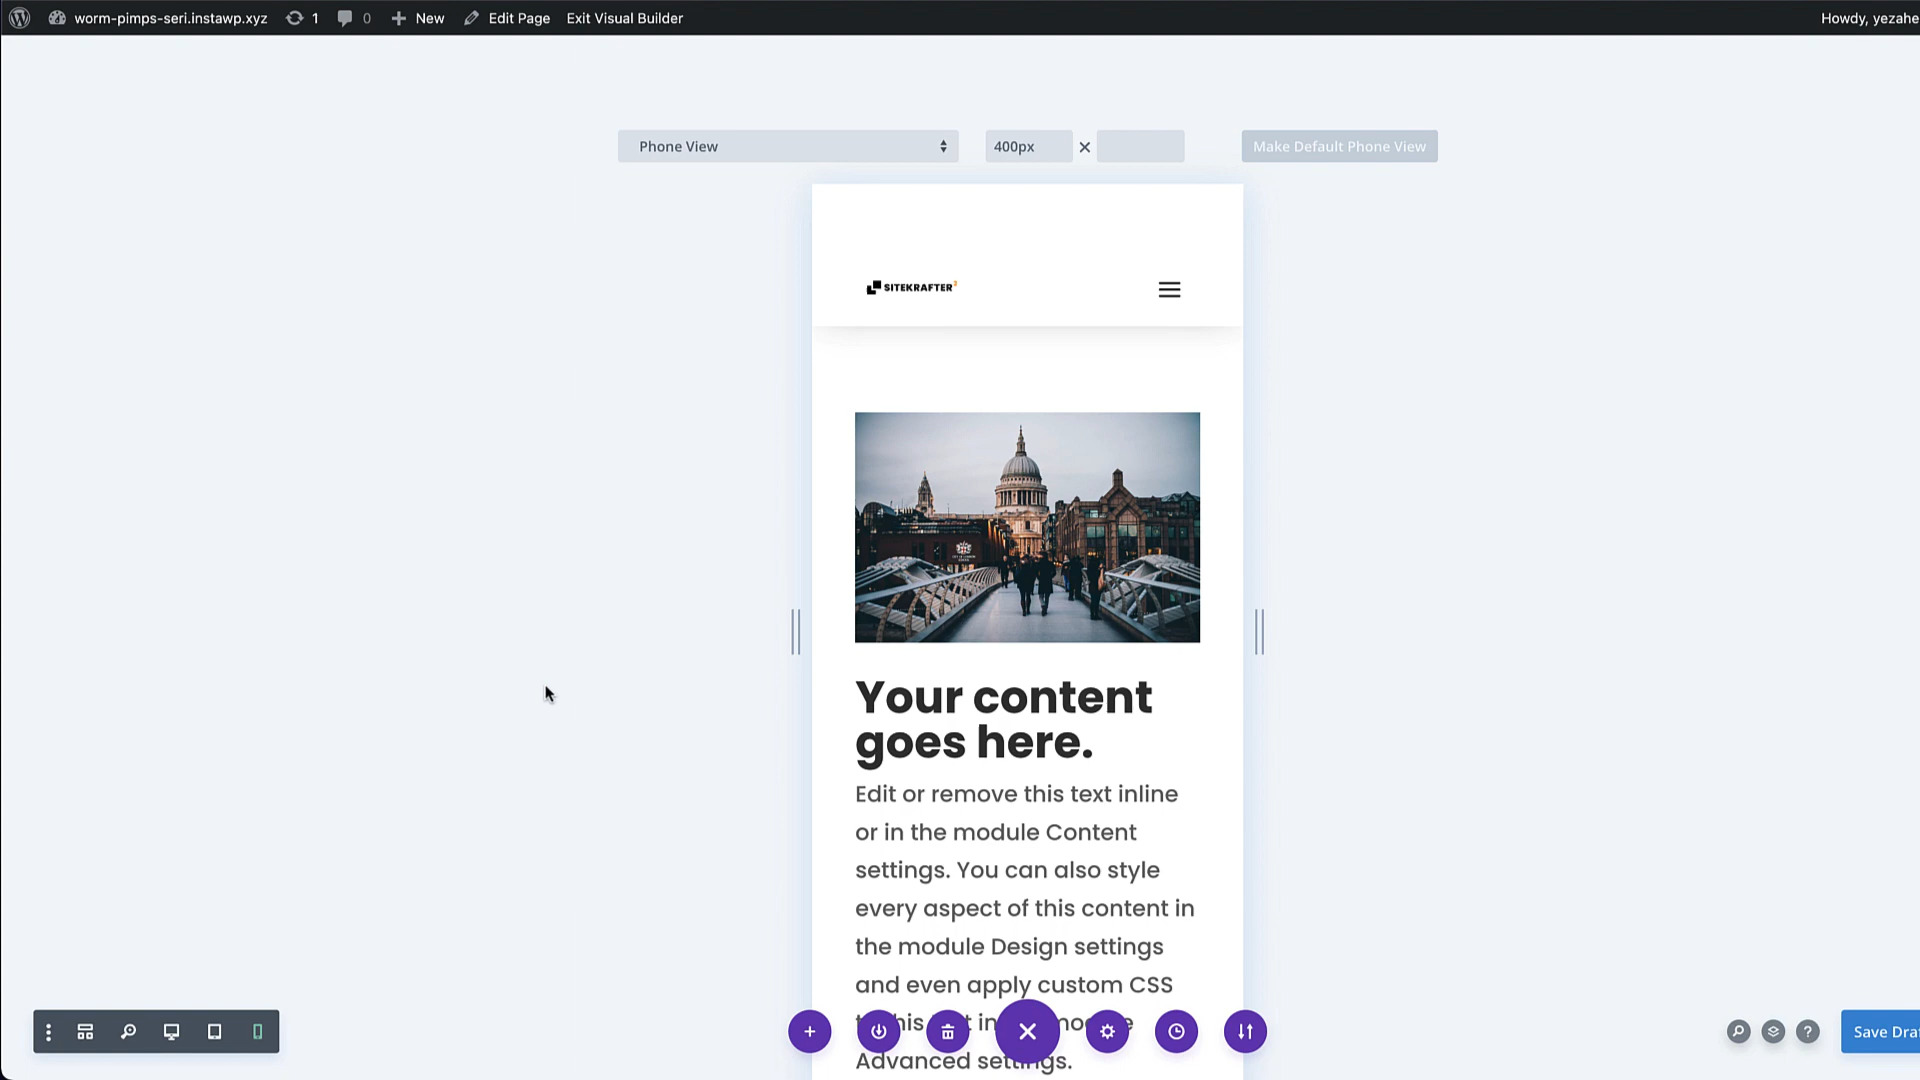 worm-pimps-seri.instawp.xyz 1 0 New Edit Page Exit Visual Builder Howdy, yezahe
Phone View 400px Make Default Phone View
SITEKRAFTER
Your content
goes here.
Edit or remove this text inline
or in the module Content
settings. You can also style
every aspect of this content in
the module Design settings
and even apply custom CSS
this in
Advanced settings.
Save Dra